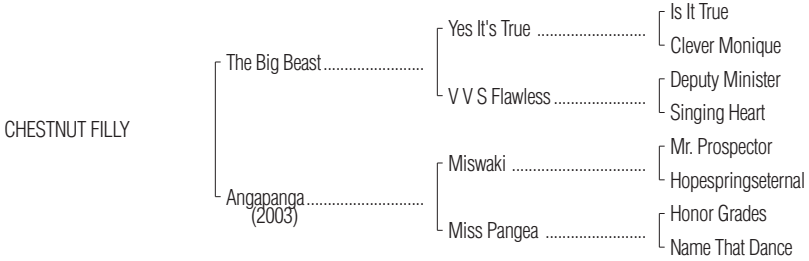 Is It True
Yes It's True ..........................
Clever Monique
The Big Beast........................
Deputy Minister
V V S Flawless......................
Singing Heart
CHESTNUT FILLY
Mr. Prospector
Miswaki ................................
Hopespringseternal
Angapanga............................
(2003)
Honor Grades
Miss Pangea ........................
Name That Dance